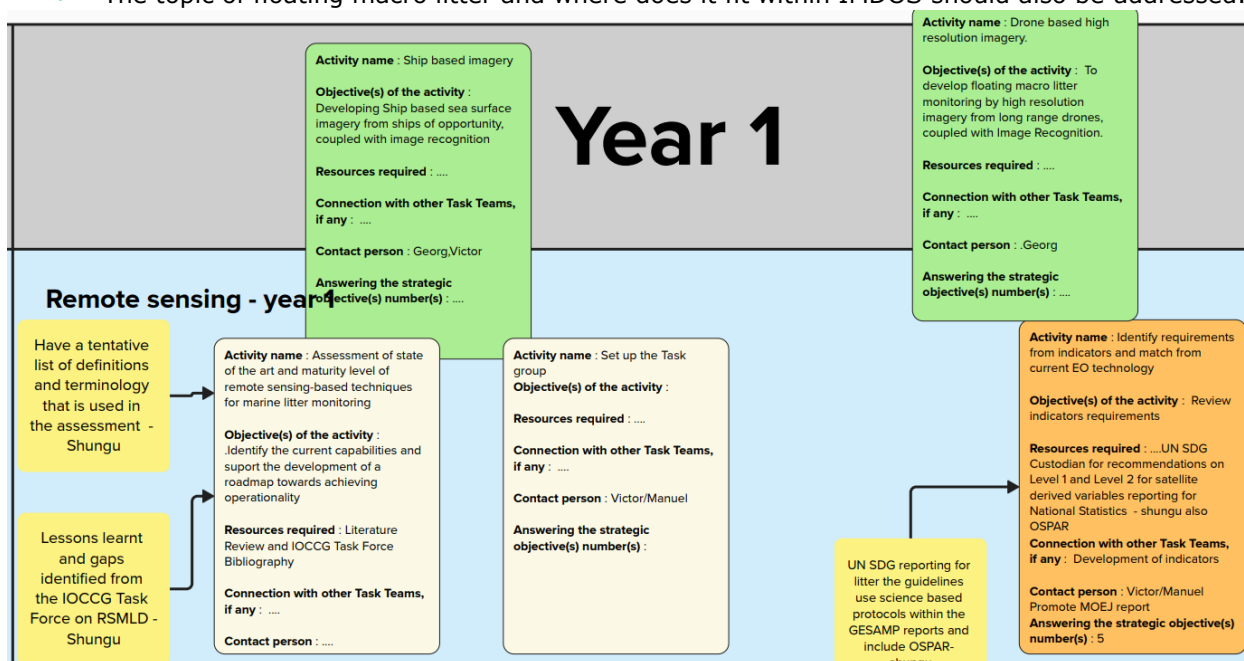 The topic of floating macro litter and where does it fit within IMDOS should also be addressed.
Activity name : Ship based imagery
Objective(s) of the activity :
Developing Ship based sea surface
imagery from ships of opportunity,
coupled with image recognition
Resources required : ....
Connection with other Task Teams,
if any : ....
Contact person : Georg,Victor
Answering the strategic
objective(s) number(s) : ....
Year 1
Activity name : Drone based high
resolution imagery.
Objective(s) of the activity : To
develop floating macro litter
monitoring by high resolution
imagery from long range drones,
coupled with Image Recognition.
Resources required : ....
Connection with other Task Teams,
if any : ....
Contact person : .Georg
Answering the strategic
objective(s) number(s) : ....
Remote sensing - year 1
Have a tentative
list of definitions
and terminology
that is used in
the assessment -
Shungu
Lessons learnt
and gaps
identified from
the IOCCG Task
Force on RSMLD -
Shungu
Activity name : Assessment of state
of the art and maturity level of
remote sensing-based techniques
for marine litter monitoring
Objective(s) of the activity :
.Identify the current capabilities and
suport the development of a
roadmap towards achieving
operationality
Resources required : Literature
Review and IOCCG Task Force
Bibliography
Connection with other Task Teams,
if any : ....
Contact person : ....
Activity name : Set up the Task
group
Objective(s) of the activity :
Resources required : ....
Connection with other Task Teams,
if any : ....
Contact person : Victor/Manuel
Answering the strategic
objective(s) number(s) :
UN SDG reporting for
litter the guidelines
use science based
protocols within the
GESAMP reports and
include OSPAR-
shungu
Activity name : Identify requirements
from indicators and match from
current EO technology
Objective(s) of the activity : Review
indicators requirements
Resources required : ....UN SDG
Custodian for recommendations on
Level 1 and Level 2 for satellite
derived variables reporting for
National Statistics - shungu also
OSPAR
Connection with other Task Teams,
if any : Development of indicators
Contact person : Victor/Manuel
Promote MOEJ report
Answering the strategic objective(s)
number(s) : 5